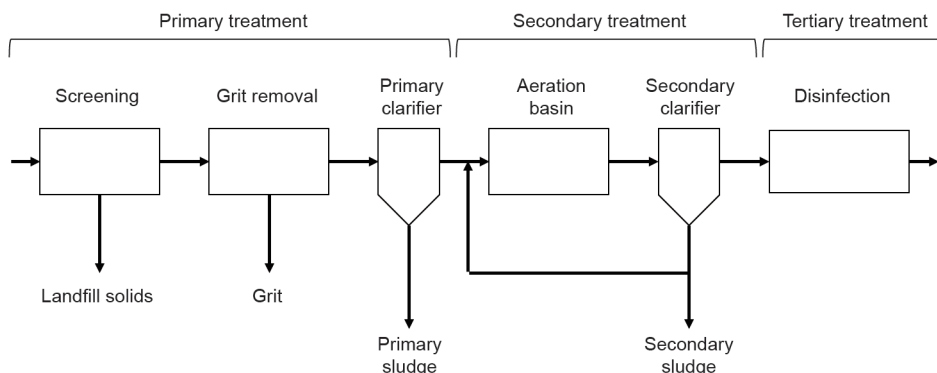 Primary treatment
Secondary treatment
Tertiary treatment
Screening
Grit removal
Primary
clarifier
Aeration
basin
Secondary
clarifier
Disinfection
Landfill solids
Grit
Primary
sludge
Secondary
sludge